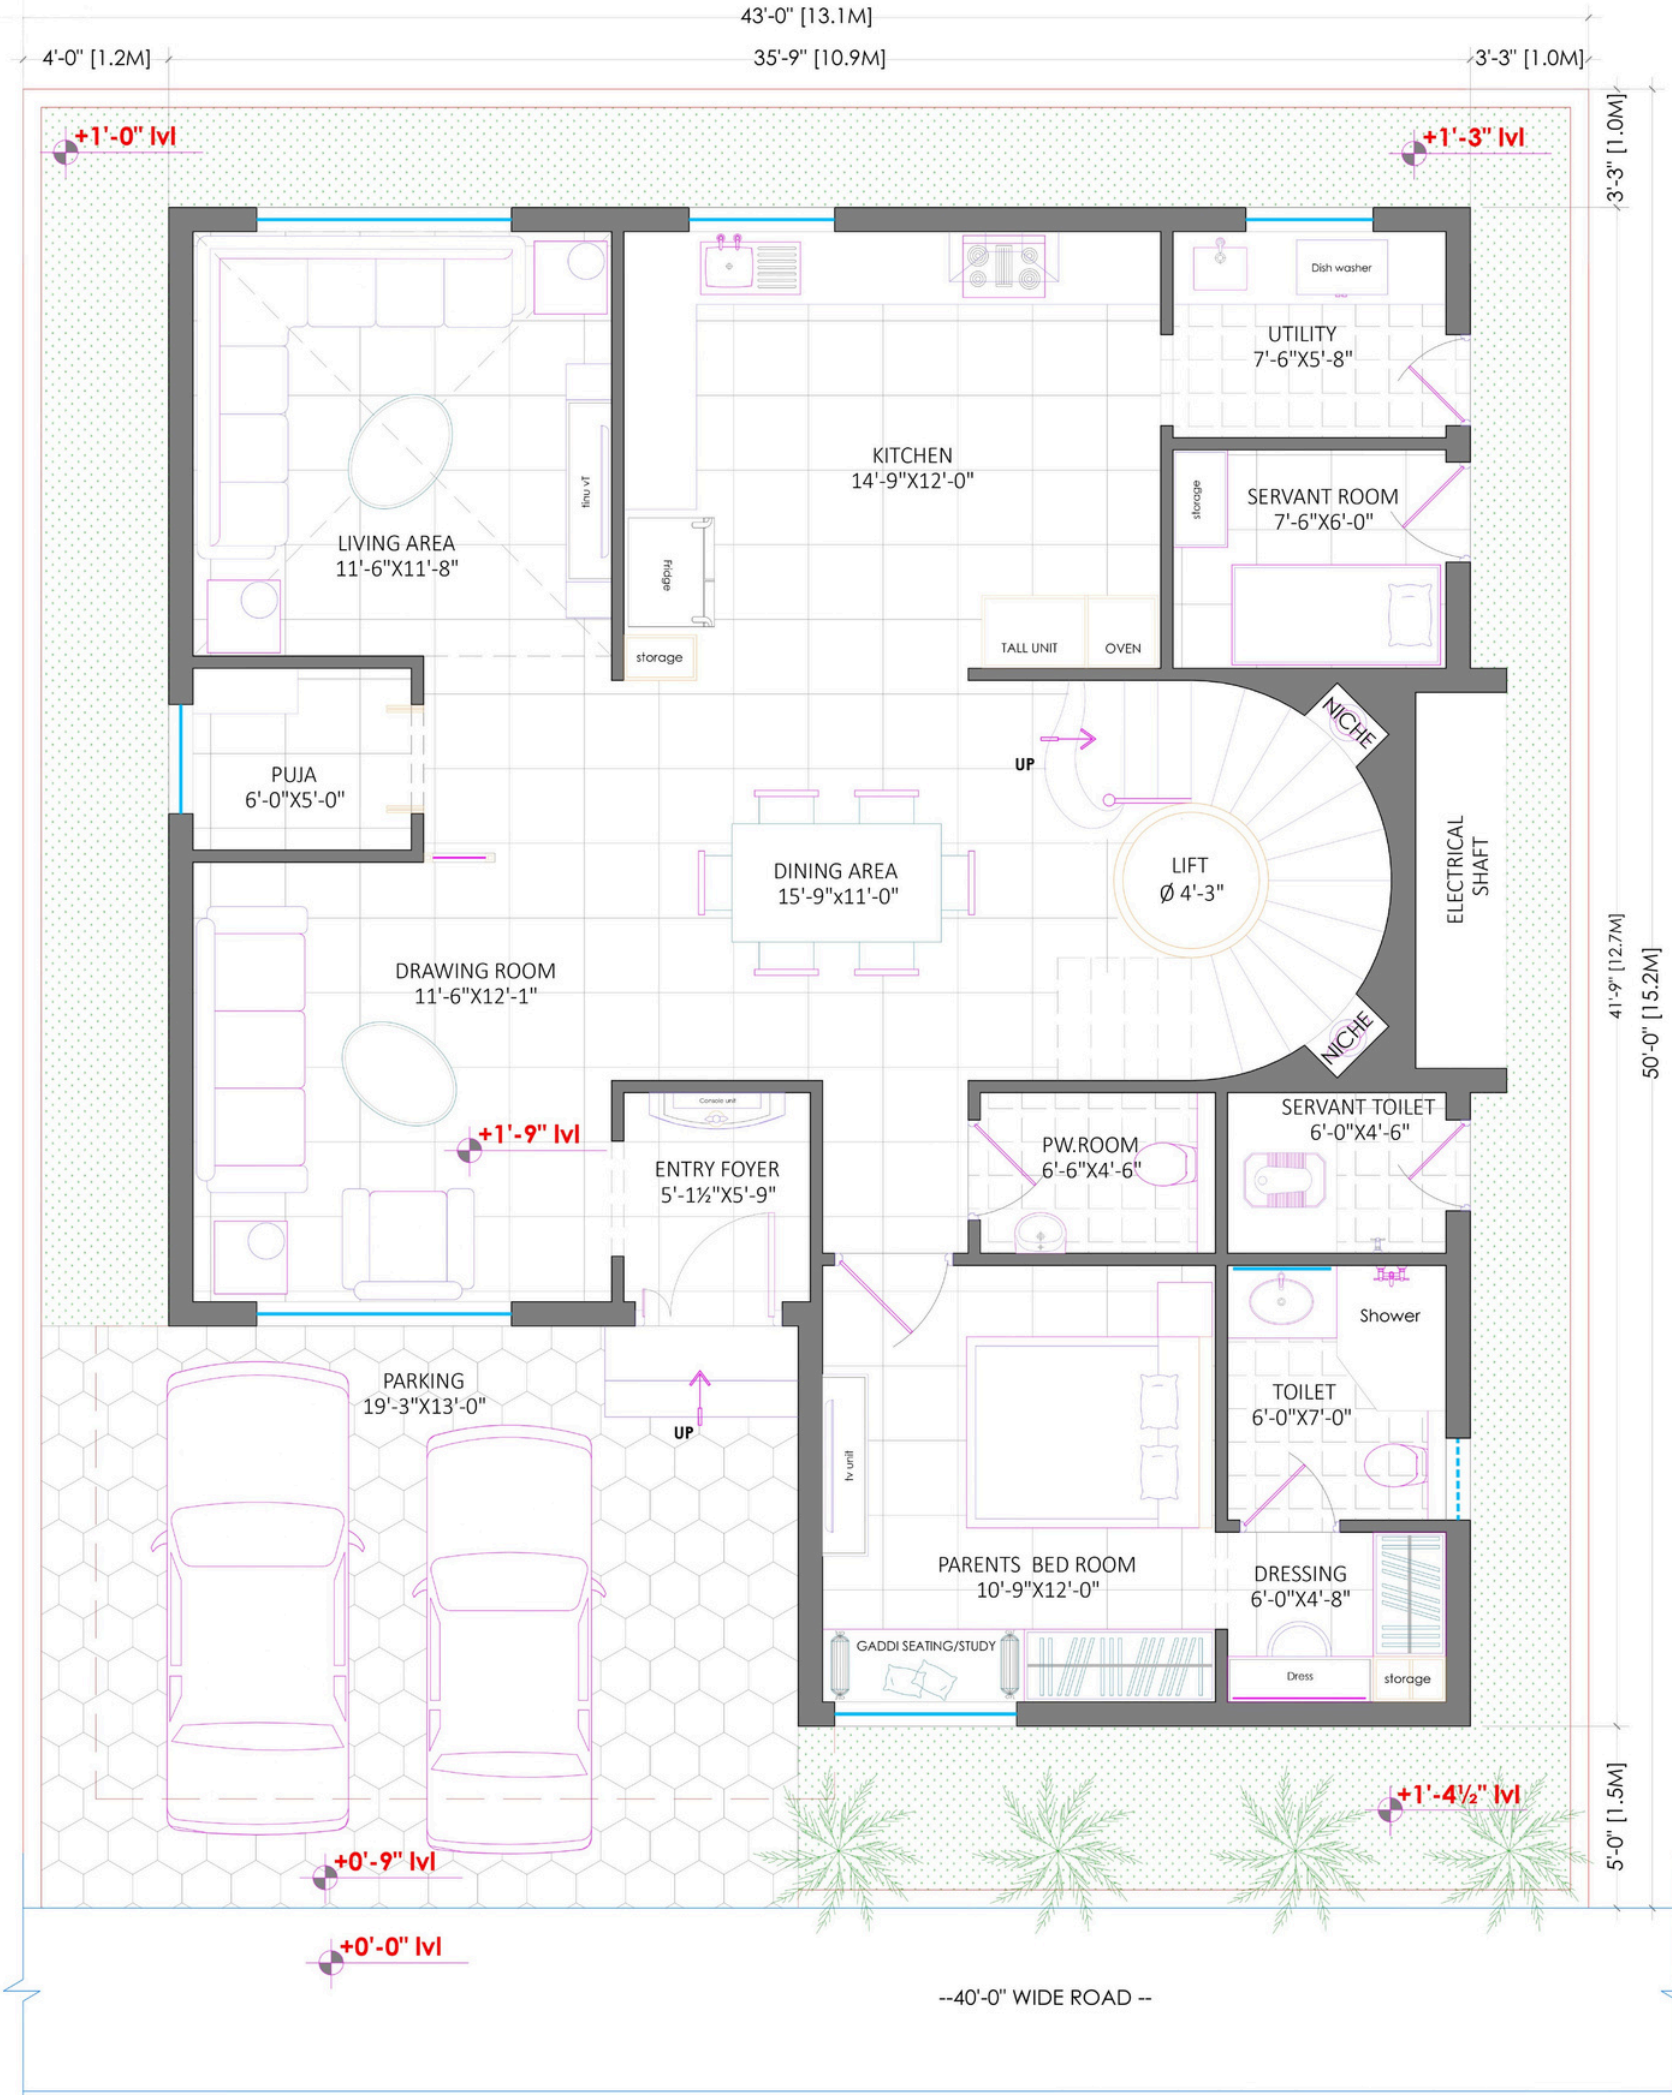 43'-0" [13.1M]
4'-0" [1.2M]
35'-9" [10.9M]
3'-3" [1.0M]
3'-3" [1.0M]
+1'-0" lvl
+1'-3" lvl
Dish washer
UTILITY
7'-6"X5'-8"
KITCHEN
14'-9"X12'-0"
storage
SERVANT ROOM
7'-6"X6'-0"
tv unit
LIVING AREA
11'-6"X11'-8"
Fridge
storage
TALL UNIT
OVEN
NICHE
UP
PUJA
6'-0"X5'-0"
DINING AREA
15'-9"x11'-0"
LIFT
Ø 4'-3"
ELECTRICAL
SHAFT
DRAWING ROOM
11'-6"X12'-1"
41'-9" [12.7M]
50'-0" [15.2M]
NICHE
Console unit
+1'-9" lvl
SERVANT TOILET
6'-0"X4'-6"
PW.ROOM
6'-6"X4'-6"
ENTRY FOYER
5'-1½"X5'-9"
Shower
PARKING
19'-3"X13'-0"
UP
TOILET
6'-0"X7'-0"
tv unit
PARENTS BED ROOM
10'-9"X12'-0"
DRESSING
6'-0"X4'-8"
GADDI SEATING/STUDY
Dress
storage
+1'-4½" lvl
5'-0" [1.5M]
+0'-9" lvl
+0'-0" lvl
--40'-0" WIDE ROAD --